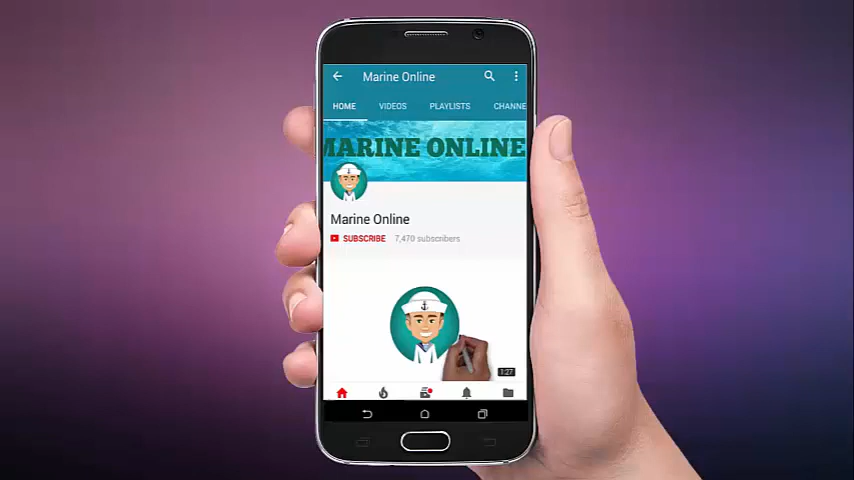 Marine Online
HOME VIDEOS PLAYLISTS CHANNE
MARINE ONLINE
Marine Online
SUBSCRIBE 7,470 subscribers
1:27